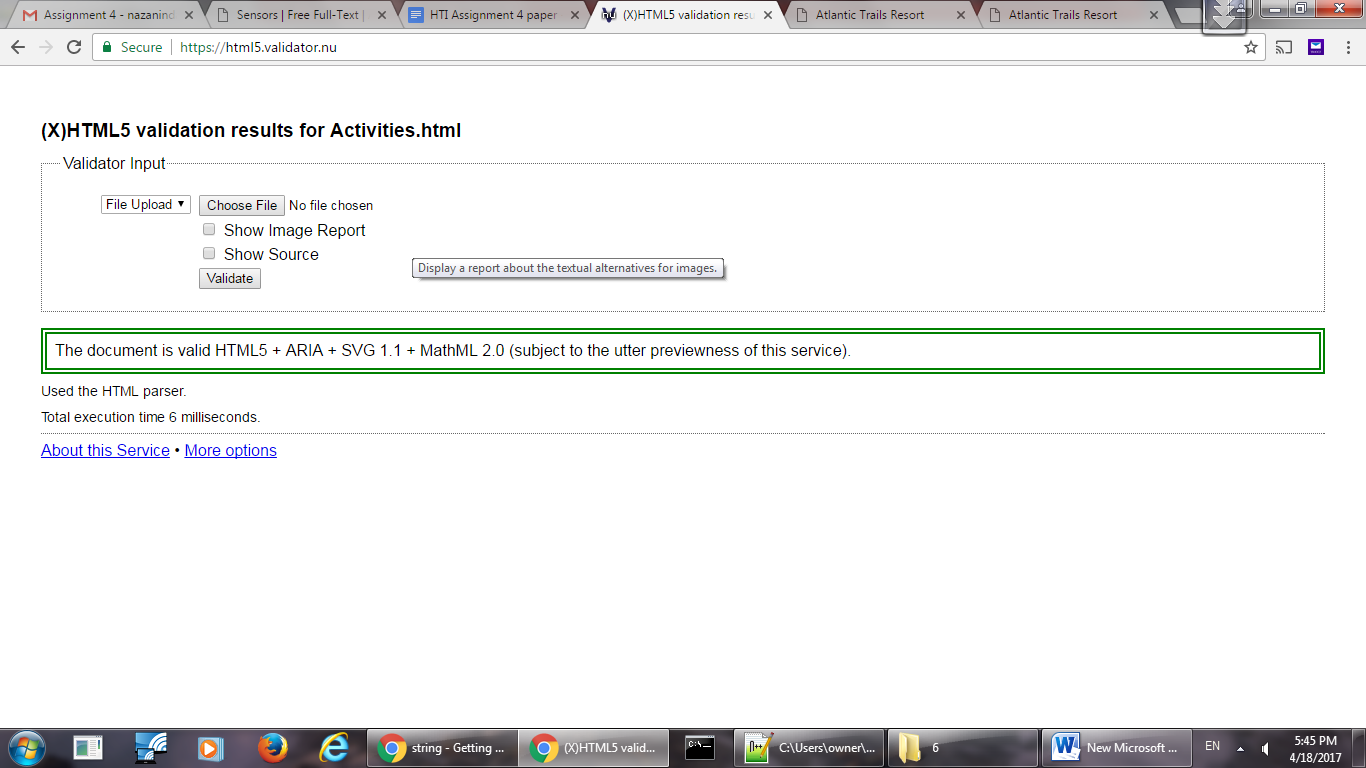 Assignment 4 - nazanind
Sensors | Free Full-Text |
HTI Assignment 4 paper
(X)HTML5 validation resu
Atlantic Trails Resort
Atlantic Trails Resort
Secure
https://html5.validator.nu
(X)HTML5 validation results for Activities.html
Validator Input
File Upload
Choose File
No file chosen
Show Image Report
Show Source
Display a report about the textual alternatives for images.
Validate
The document is valid HTML5 + ARIA + SVG 1.1 + MathML 2.0 (subject to the utter previewness of this service).
Used the HTML parser.
Total execution time 6 milliseconds.
About this Service • More options
string - Getting ...
(X)HTML5 valid...
C:\Users\owner\...
6
New Microsoft ...
EN
5:45 PM
4/18/2017